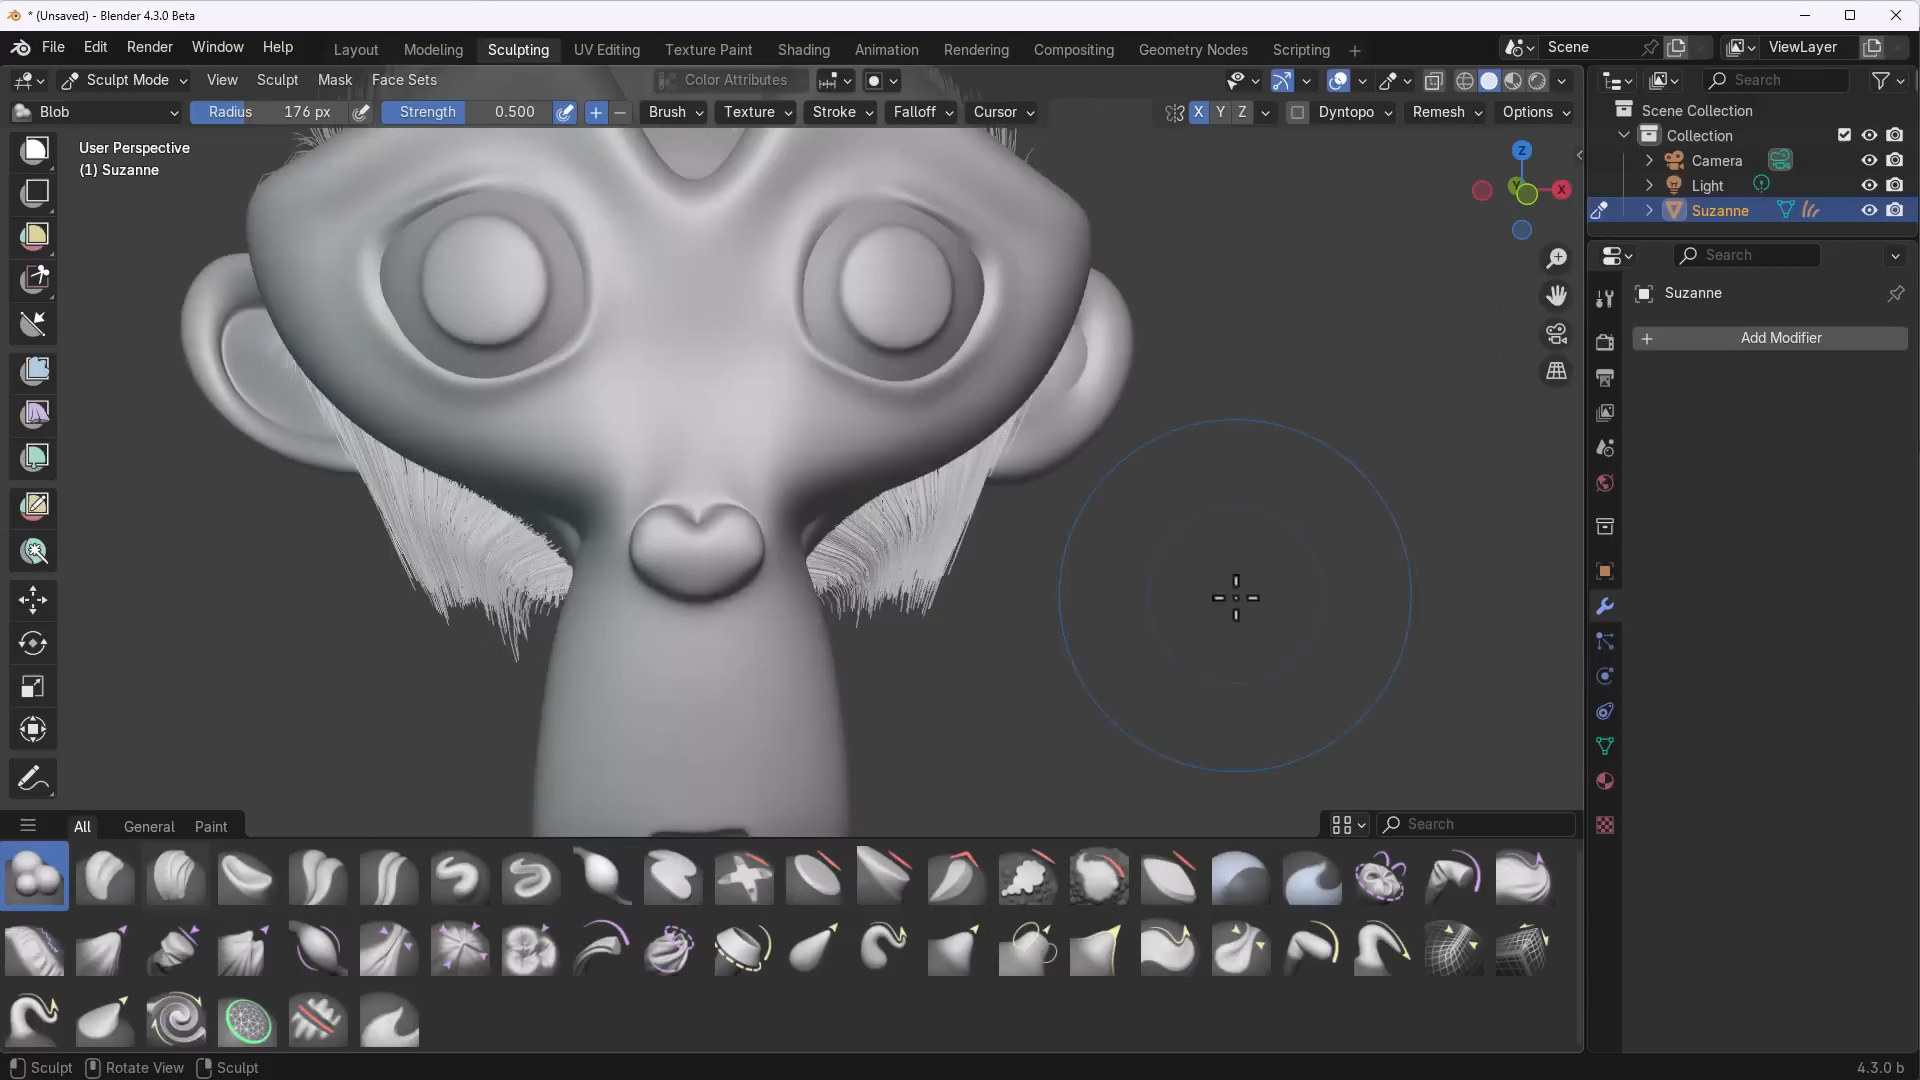 * (Unsaved) - Blender 4.3.0 Beta
File Edit Render Window Help Layout Modeling Sculpting UV Editing Texture Paint Shading Animation Rendering Compositing Geometry Nodes Scripting Scene ViewLayer
Sculpt Mode View Sculpt Mask Face Sets Color Attributes Search
Blob Radius 176 px Strength 0.500 Brush Texture Stroke Falloff Cursor X Y Z Dyntopo Remesh Options
Scene Collection
Collection
Camera
Light
Suzanne
User Perspective
(1) Suzanne
Z
Y
X
Search
Suzanne
Add Modifier
All General Paint Search
Sculpt Rotate View Sculpt 4.3.0 b